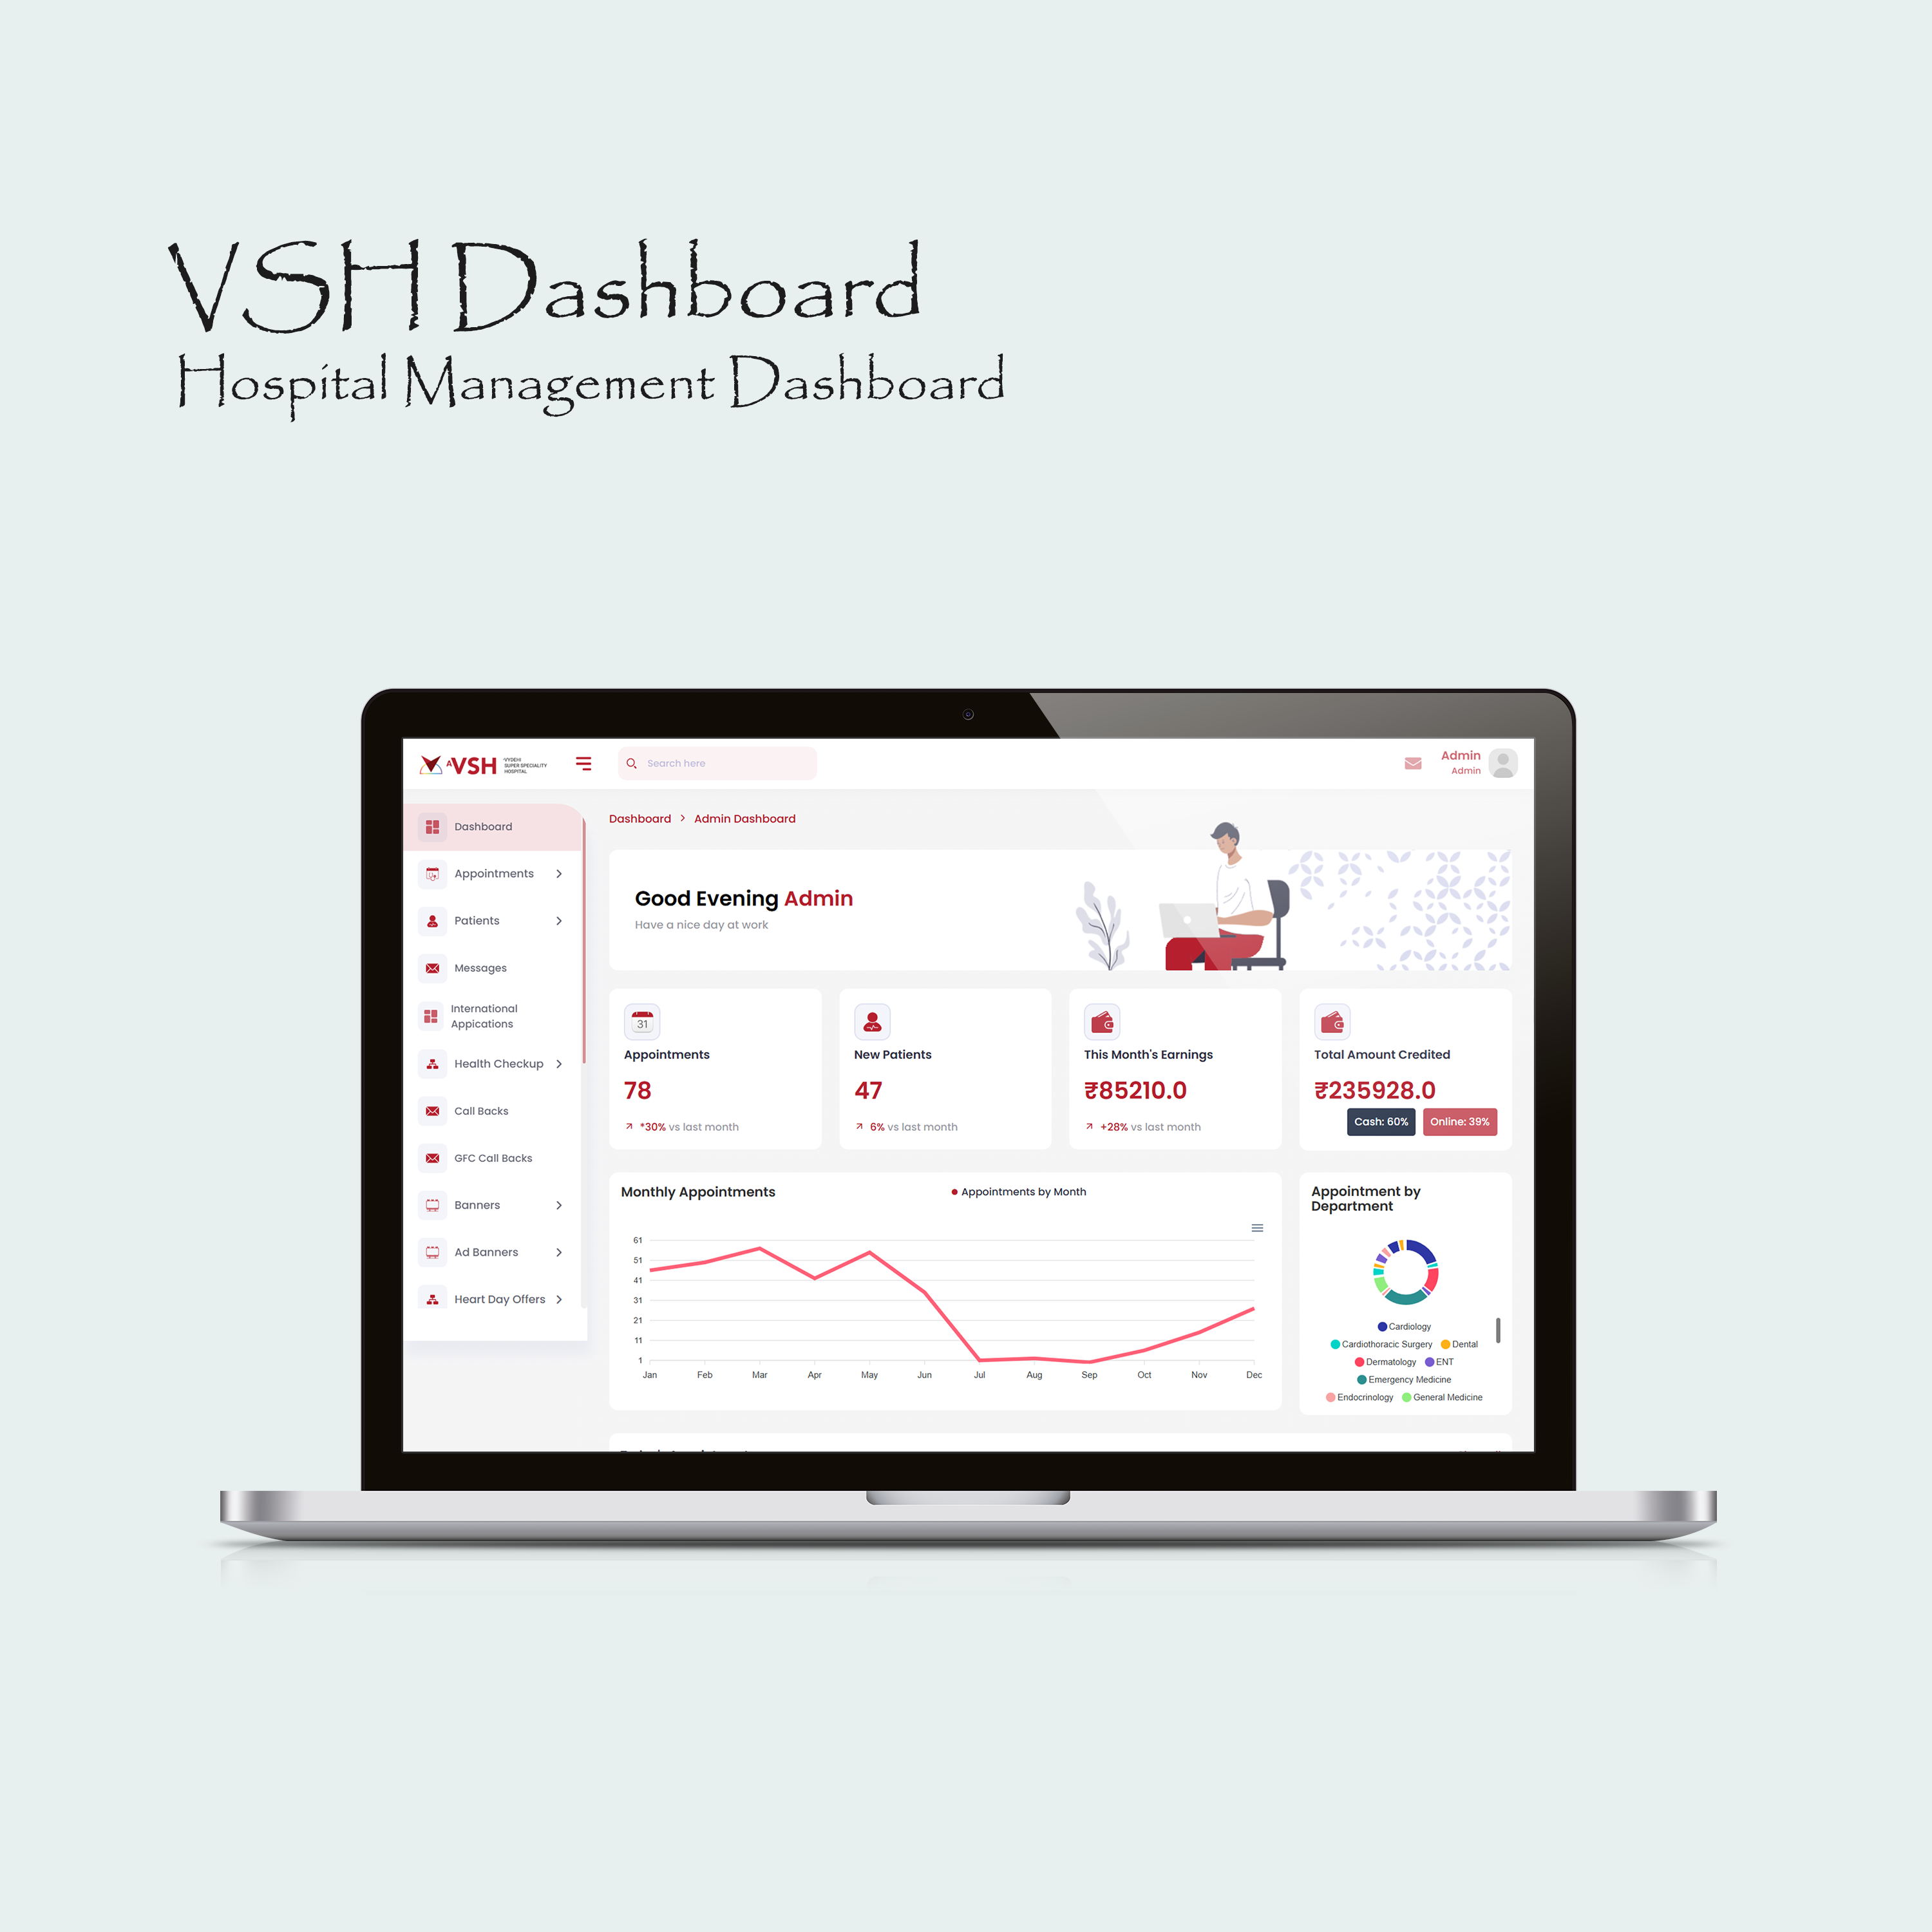 VSH Dashboard
Hospital Management Dashboard
VSH
VYDEHI
SUPER SPECIALITY
HOSPITAL
Search here
Admin
Admin
Dashboard
Appointments
Patients
Messages
International
Appications
Health Checkup
Call Backs
GFC Call Backs
Banners
Ad Banners
Heart Day Offers
Dashboard > Admin Dashboard
Good Evening Admin
Have a nice day at work
31
Appointments
78
*30% vs last month
New Patients
47
6% vs last month
This Month's Earnings
₹85210.0
+28% vs last month
Total Amount Credited
₹235928.0
Cash: 60% Online: 39%
Monthly Appointments
Appointments by Month
61
51
41
31
21
11
1
Jan Feb Mar Apr May Jun Jul Aug Sep Oct Nov Dec
Appointment by
Department
Cardiology
Cardiothoracic Surgery Dental
Dermatology ENT
Emergency Medicine
Endocrinology General Medicine